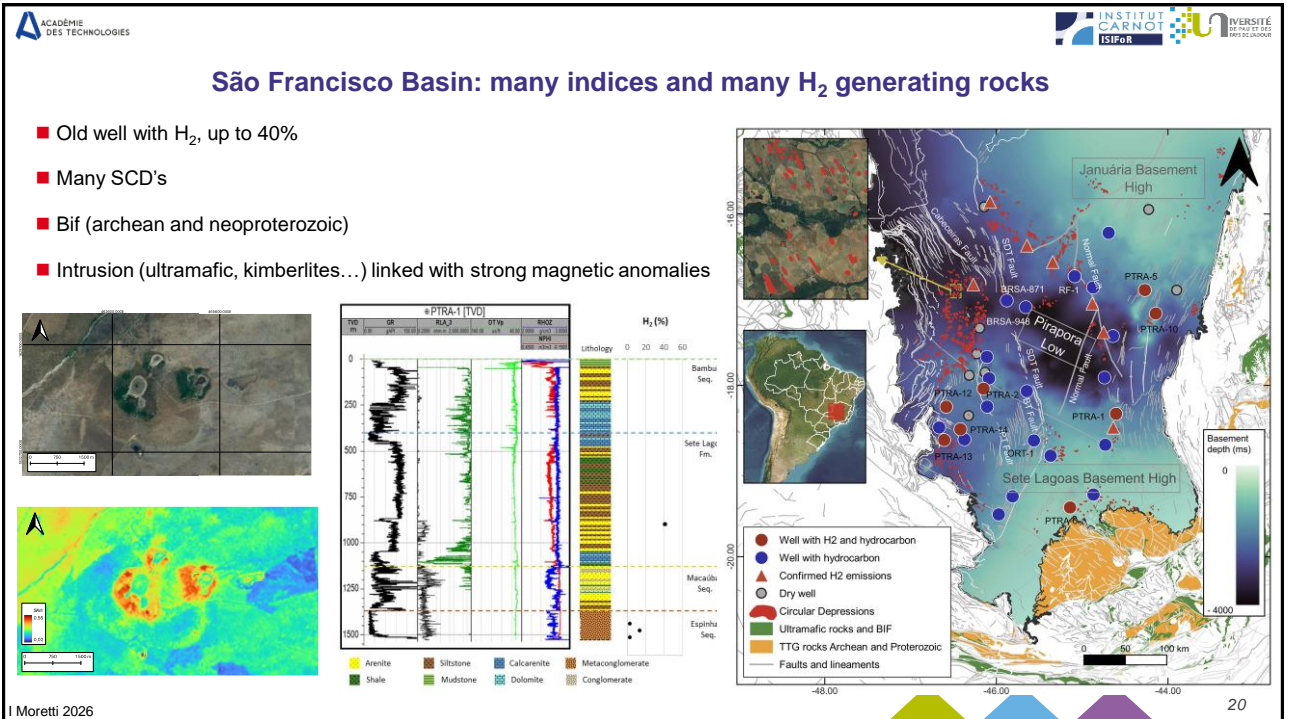 ACADÉMIE
DES TECHNOLOGIES
INSTITUT
CARNOT
ISIFoR
UNIVERSITÉ
DE PAU ET DES
PAYS DE L'ADOUR
São Francisco Basin: many indices and many H₂ generating rocks
Old well with H₂, up to 40%
Many SCD's
Bif (archean and neoproterozoic)
Intrusion (ultramafic, kimberlites…) linked with strong magnetic anomalies
0 750 1500 m
0 750 1500 m
PTRA-1 [TVD]
TVD GR RLA_3 DT Vp RHOZ
m
NPHI
Lithology
H₂ (%)
0 20 40 60
0
250
500
750
1000
1250
1500
Bambu
Seq.
Sete Lago
Fm.
Macaúba
Seq.
Espinha
Seq.
Arenite
Siltstone
Calcarenite
Metaconglomerate
Shale
Mudstone
Dolomite
Conglomerate
-16.00
-18.00
-20.00
Januária Basement
High
Cabeceiras Fault
SDT Fault
Normal Fault
RF-1
PTRA-5
PTRA-10
BRSA-871
BRSA-948
Pirapora
Low
SDT Fault
Normal Fault
PTRA-12
PTRA-2
PTRA-1
PTRA-14
PTRA-13
ORT-1
Sete Lagoas Basement High
PTRA-6
Basement
depth (ms)
0
- 4000
Well with H2 and hydrocarbon
Well with hydrocarbon
Confirmed H2 emissions
Dry well
Circular Depressions
Ultramafic rocks and BIF
TTG rocks Archean and Proterozoic
Faults and lineaments
0 50 100 km
-48.00
-46.00
-44.00
I Moretti 2026
20